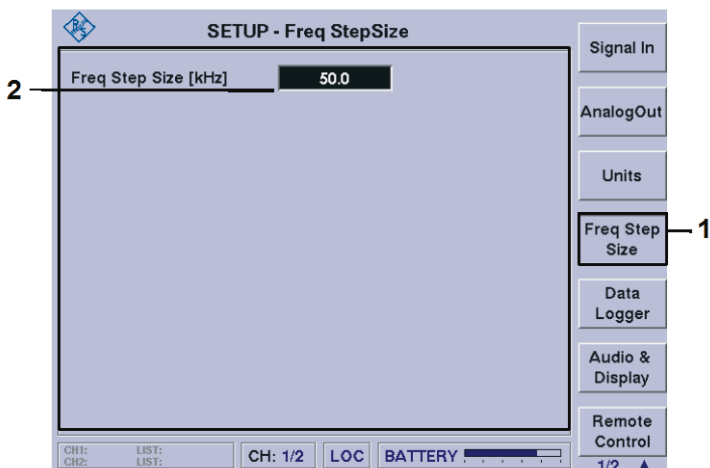 SETUP - Freq StepSize
Freq Step Size [kHz]
50.0
2
Signal In
AnalogOut
Units
Freq Step
Size
1
Data
Logger
Audio &
Display
Remote
Control
1/2
CH1: LIST:
CH2: LIST:
CH: 1/2
LOC
BATTERY